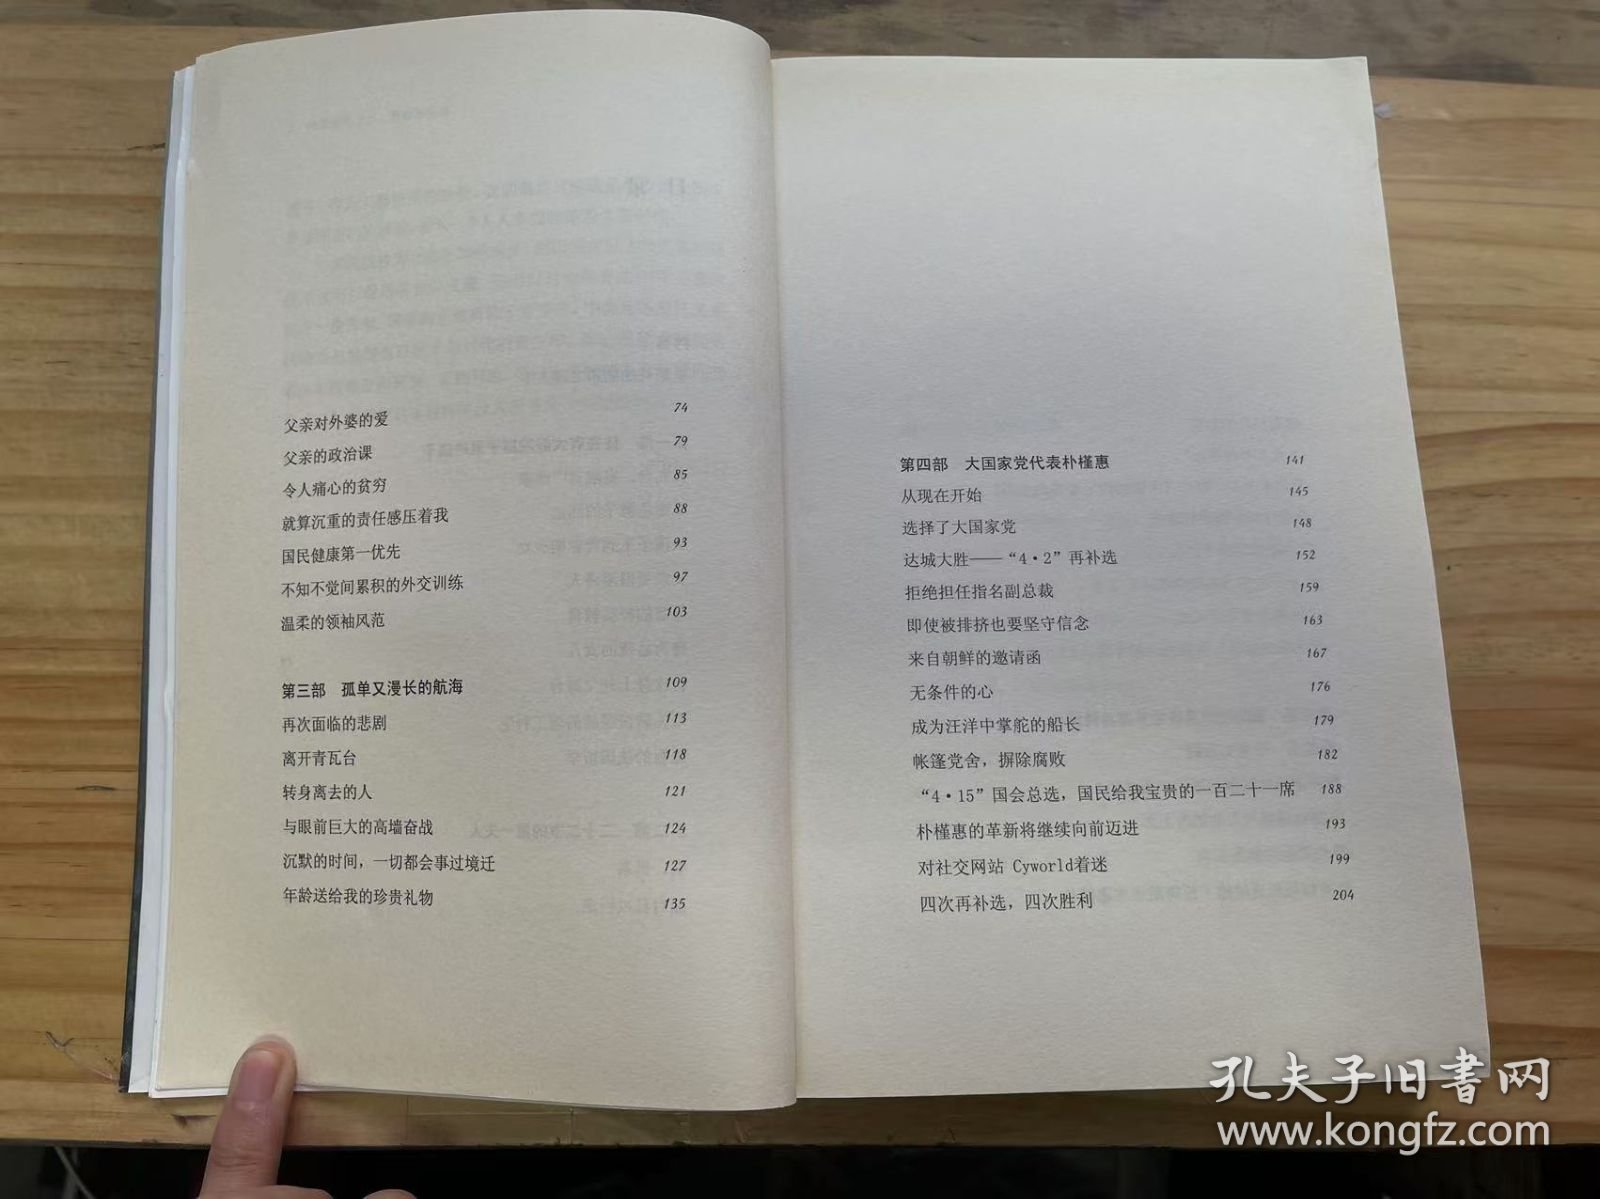 父亲对外婆的爱 74
父亲的政治课 79
令人痛心的贫穷 85
就算沉重的责任感压着我 88
国民健康第一优先 93
不知不觉间累积的外交训练 97
温柔的领袖风范 103
第三部 孤单又漫长的航海 109
再次面临的悲剧 113
离开青瓦台 118
转身离去的人 121
与眼前巨大的高墙奋战 124
沉默的时间，一切都会事过境迁 127
年龄送给我的珍贵礼物 135
第四部 大国家党代表朴槿惠 141
从现在开始 145
选择了大国家党 148
达城大胜——“4·2”再补选 152
拒绝担任指名副总裁 159
即使被排挤也要坚守信念 163
来自朝鲜的邀请函 167
无条件的心 176
成为汪洋中掌舵的船长 179
帐篷党舍，摒除腐败 182
“4·15”国会总选，国民给我宝贵的一百二十一席 188
朴槿惠的革新将继续向前迈进 193
对社交网站 Cyworld着迷 199
四次再补选，四次胜利 204
孔夫子旧书网
www.kongfz.com